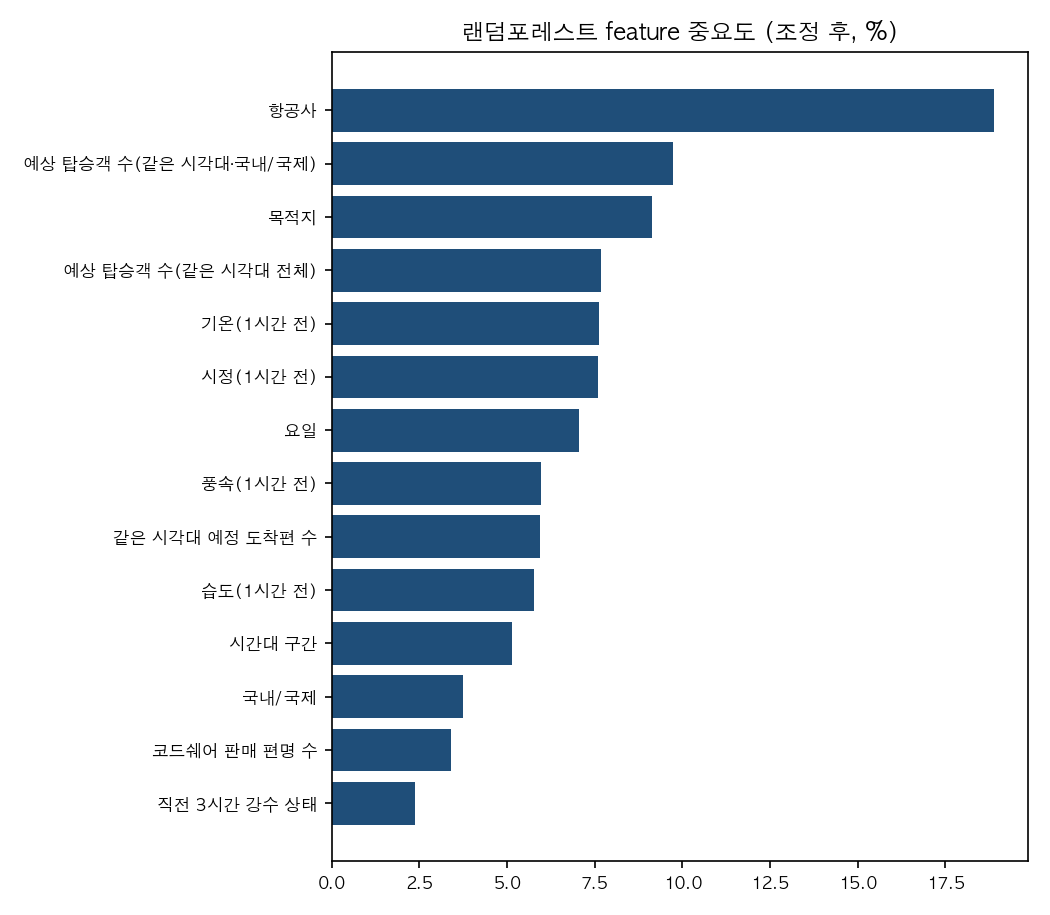 랜덤포레스트 feature 중요도 (조정 후, %)
항공사
예상 탑승객 수(같은 시각대·국내/국제)
목적지
예상 탑승객 수(같은 시각대 전체)
기온(1시간 전)
시정(1시간 전)
요일
풍속(1시간 전)
같은 시각대 예정 도착편 수
습도(1시간 전)
시간대 구간
국내/국제
코드쉐어 판매 편명 수
직전 3시간 강수 상태
0.0 2.5 5.0 7.5 10.0 12.5 15.0 17.5